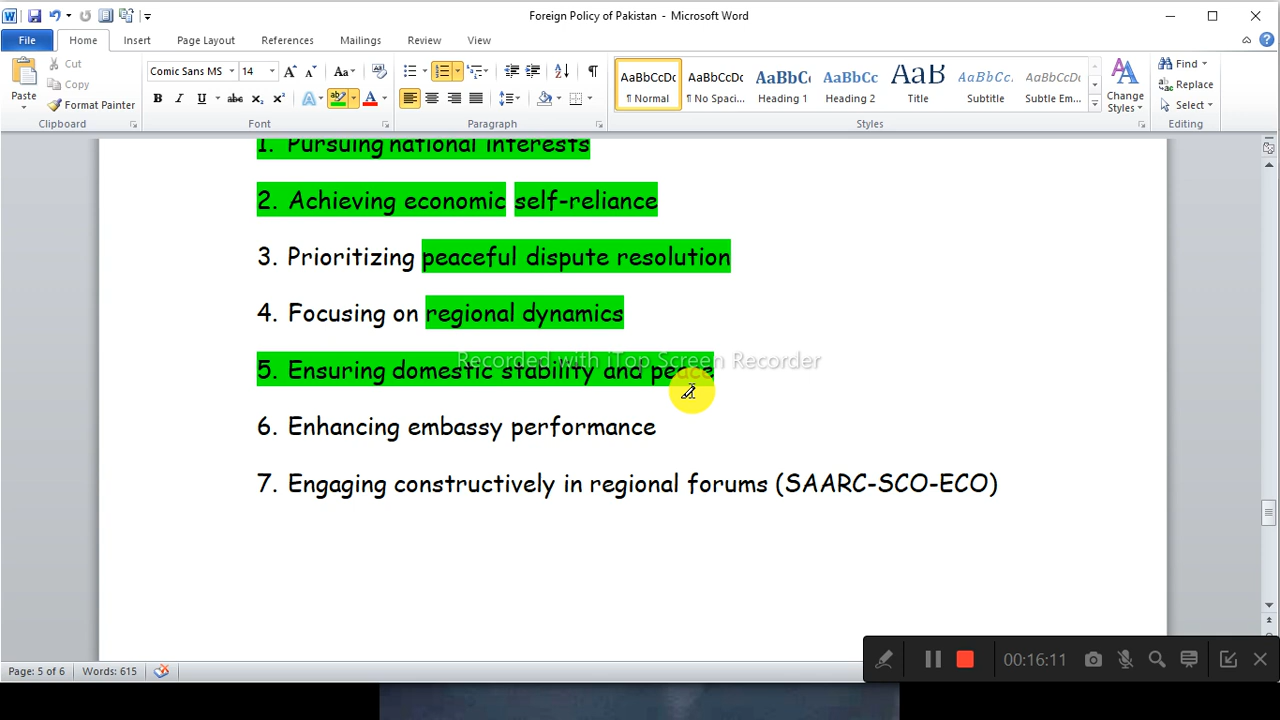 Foreign Policy of Pakistan - Microsoft Word
File Home Insert Page Layout References Mailings Review View
Paste
Cut
Copy
Format Painter
Clipboard
Comic Sans MS 14
Font
Paragraph
AaBbCcDc AaBbCcDc AaBbC AaBbCc AaB AaBbCc. AaBbCcDc
¶ Normal ¶ No Spaci... Heading 1 Heading 2 Title Subtitle Subtle Em...
Styles
Change
Styles
Find
Replace
Select
Editing
1. Pursuing national interests
2. Achieving economic self-reliance
3. Prioritizing peaceful dispute resolution
4. Focusing on regional dynamics
Recorded with iTop Screen Recorder
5. Ensuring domestic stability and peace
6. Enhancing embassy performance
7. Engaging constructively in regional forums (SAARC-SCO-ECO)
Page: 5 of 6 Words: 615
00:16:11